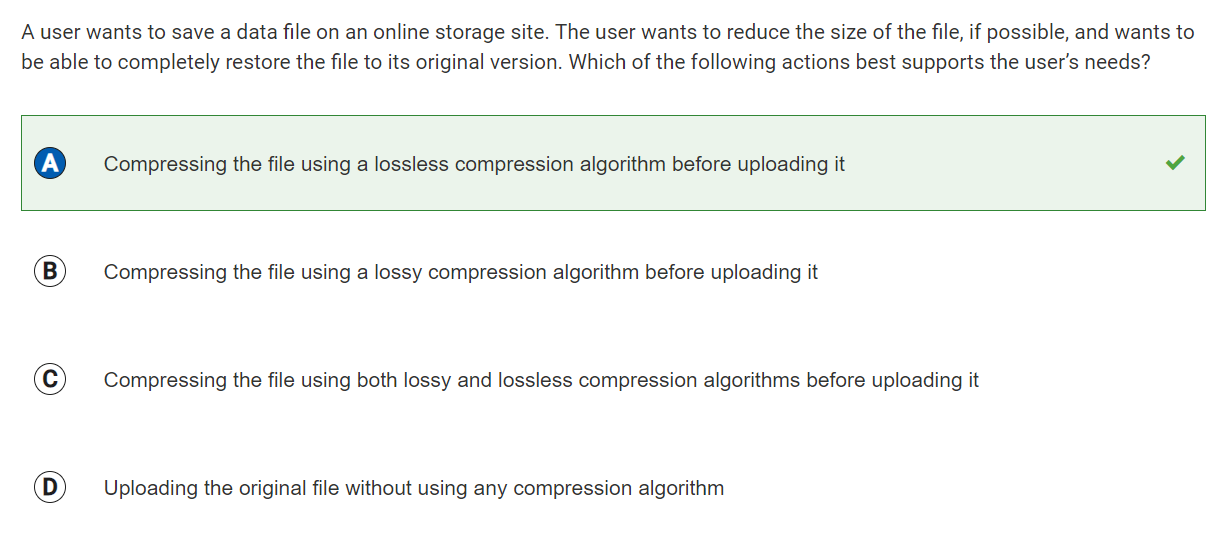 A user wants to save a data file on an online storage site. The user wants to reduce the size of the file, if possible, and wants to
be able to completely restore the file to its original version. Which of the following actions best supports the user’s needs?
A Compressing the file using a lossless compression algorithm before uploading it
B Compressing the file using a lossy compression algorithm before uploading it
C Compressing the file using both lossy and lossless compression algorithms before uploading it
D Uploading the original file without using any compression algorithm